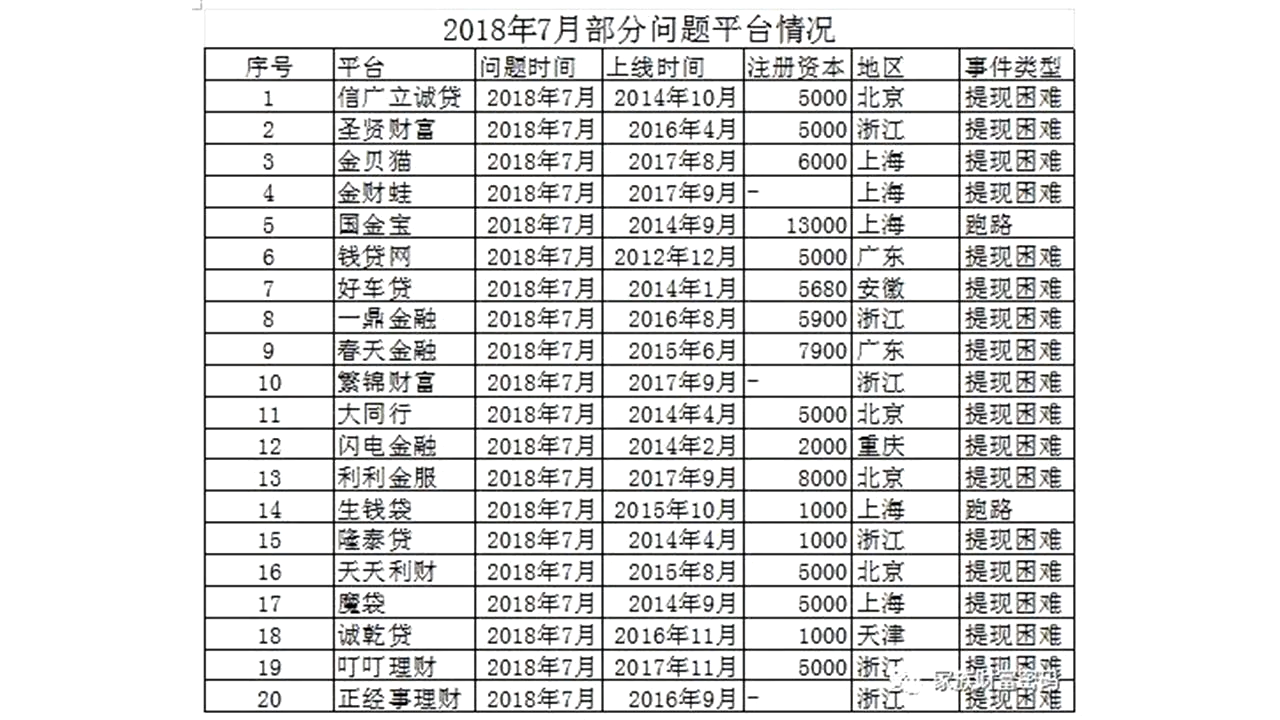 2018年7月部分问题平台情况
序号 平台 问题时间 上线时间 注册资本 地区 事件类型
1 信广立诚贷 2018年7月 2014年10月 5000 北京 提现困难
2 圣贤财富 2018年7月 2016年4月 5000 浙江 提现困难
3 金贝猫 2018年7月 2017年8月 6000 上海 提现困难
4 金财蛙 2018年7月 2017年9月 - 上海 提现困难
5 国金宝 2018年7月 2014年9月 13000 上海 跑路
6 钱贷网 2018年7月 2012年12月 5000 广东 提现困难
7 好车贷 2018年7月 2014年1月 5680 安徽 提现困难
8 一鼎金融 2018年7月 2016年8月 5900 浙江 提现困难
9 春天金融 2018年7月 2015年6月 7900 广东 提现困难
10 繁锦财富 2018年7月 2017年9月 - 浙江 提现困难
11 大同行 2018年7月 2014年4月 5000 北京 提现困难
12 闪电金融 2018年7月 2014年2月 2000 重庆 提现困难
13 利利金服 2018年7月 2017年9月 8000 北京 提现困难
14 生钱袋 2018年7月 2015年10月 1000 上海 跑路
15 隆泰贷 2018年7月 2014年4月 1000 浙江 提现困难
16 天天利财 2018年7月 2015年8月 5000 北京 提现困难
17 魔袋 2018年7月 2014年9月 5000 上海 提现困难
18 诚乾贷 2018年7月 2016年11月 1000 天津 提现困难
19 叮叮理财 2018年7月 2017年11月 5000 浙江 提现困难
20 正经事理财 2018年7月 2016年9月 - 浙江 提现困难
家族财富密码